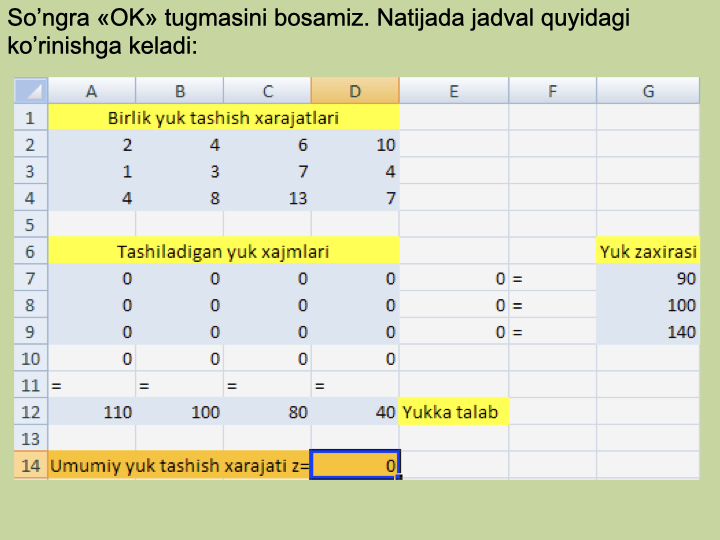 So’ngra «OK» tugmasini bosamiz. Natijada jadval quyidagi
ko’rinishga keladi:
A B C D E F G
1 Birlik yuk tashish xarajatlari
2 2 4 6 10
3 1 3 7 4
4 4 8 13 7
5
6 Tashiladigan yuk xajmlari Yuk zaxirasi
7 0 0 0 0 0 = 90
8 0 0 0 0 0 = 100
9 0 0 0 0 0 = 140
10 0 0 0 0
11 = = = =
12 110 100 80 40 Yukka talab
13
14 Umumiy yuk tashish xarajati z= 0